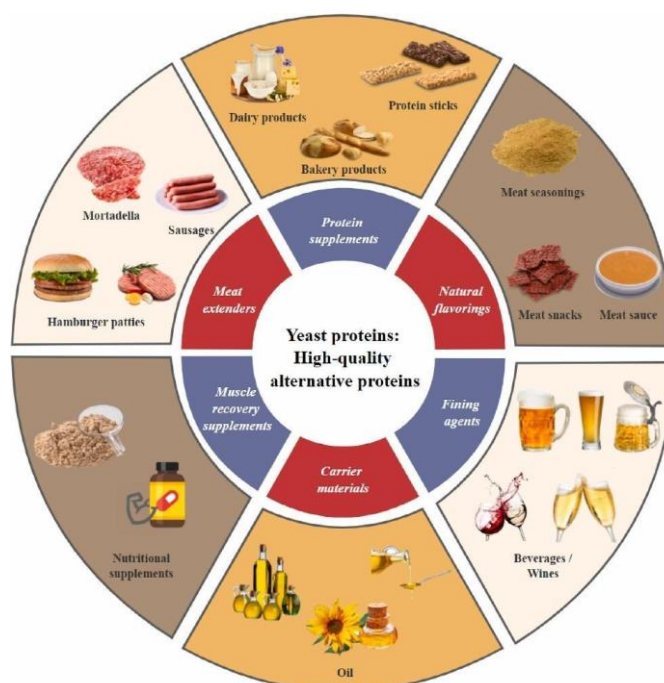 Dairy products
Protein sticks
Bakery products
Mortadella
Sausages
Hamburger patties
Meat seasonings
Meat snacks
Meat sauce
Protein
supplements
Meat
extenders
Natural
flavorings
Yeast proteins:
High-quality
alternative proteins
Muscle
recovery
supplements
Fining
agents
Carrier
materials
Nutritional
supplements
Beverages /
Wines
Oil